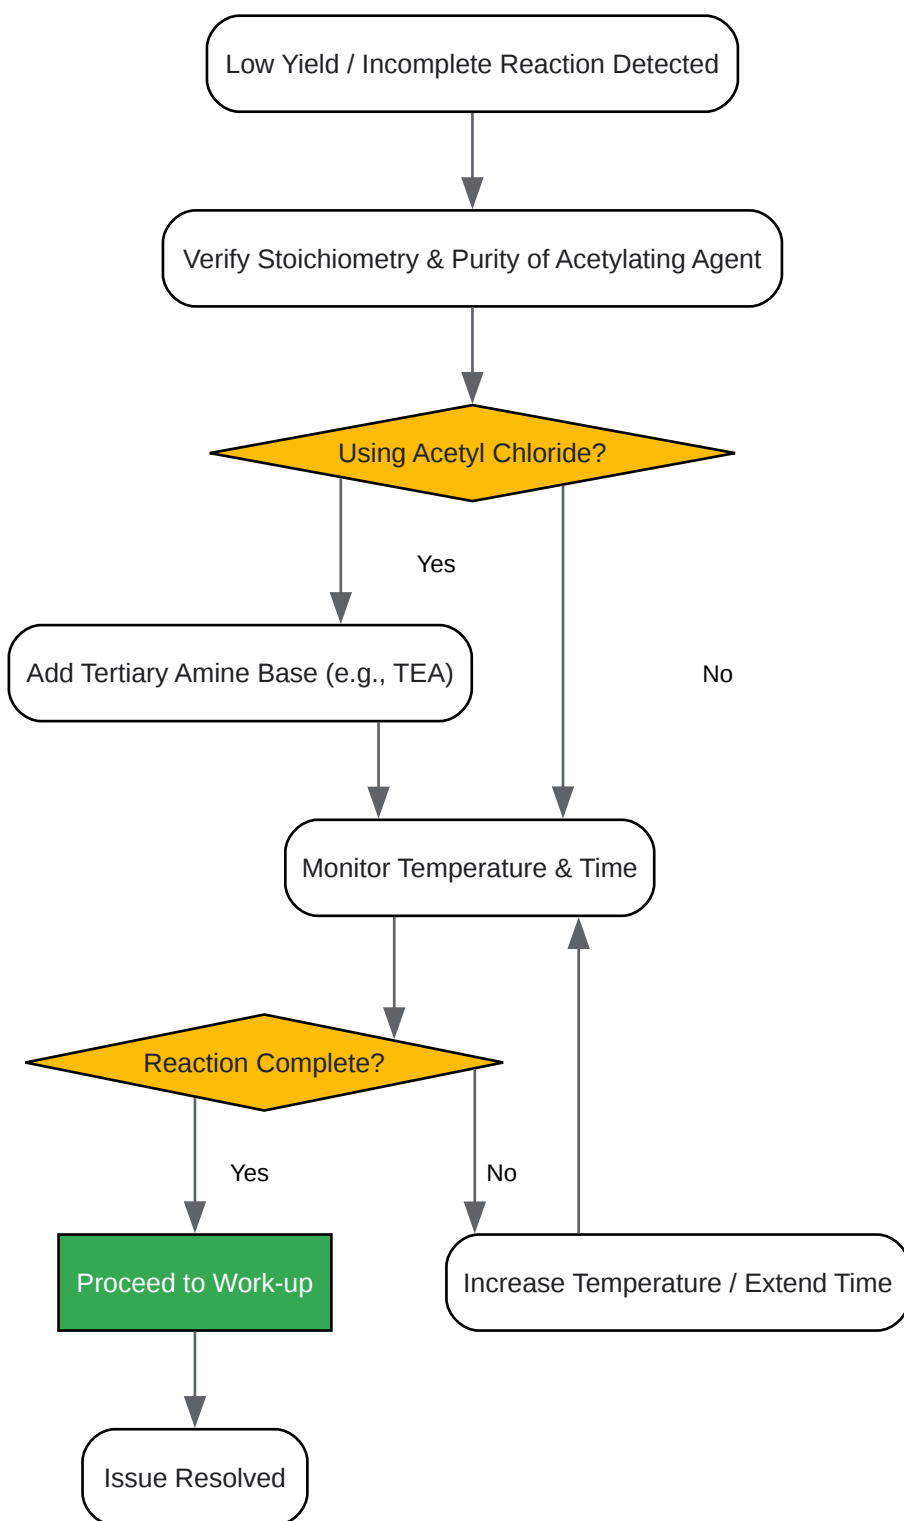 Low Yield / Incomplete Reaction Detected
Verify Stoichiometry & Purity of Acetylating Agent
Using Acetyl Chloride?
Yes
Add Tertiary Amine Base (e.g., TEA)
No
Monitor Temperature & Time
Reaction Complete?
Yes
No
Proceed to Work-up
Increase Temperature / Extend Time
Issue Resolved